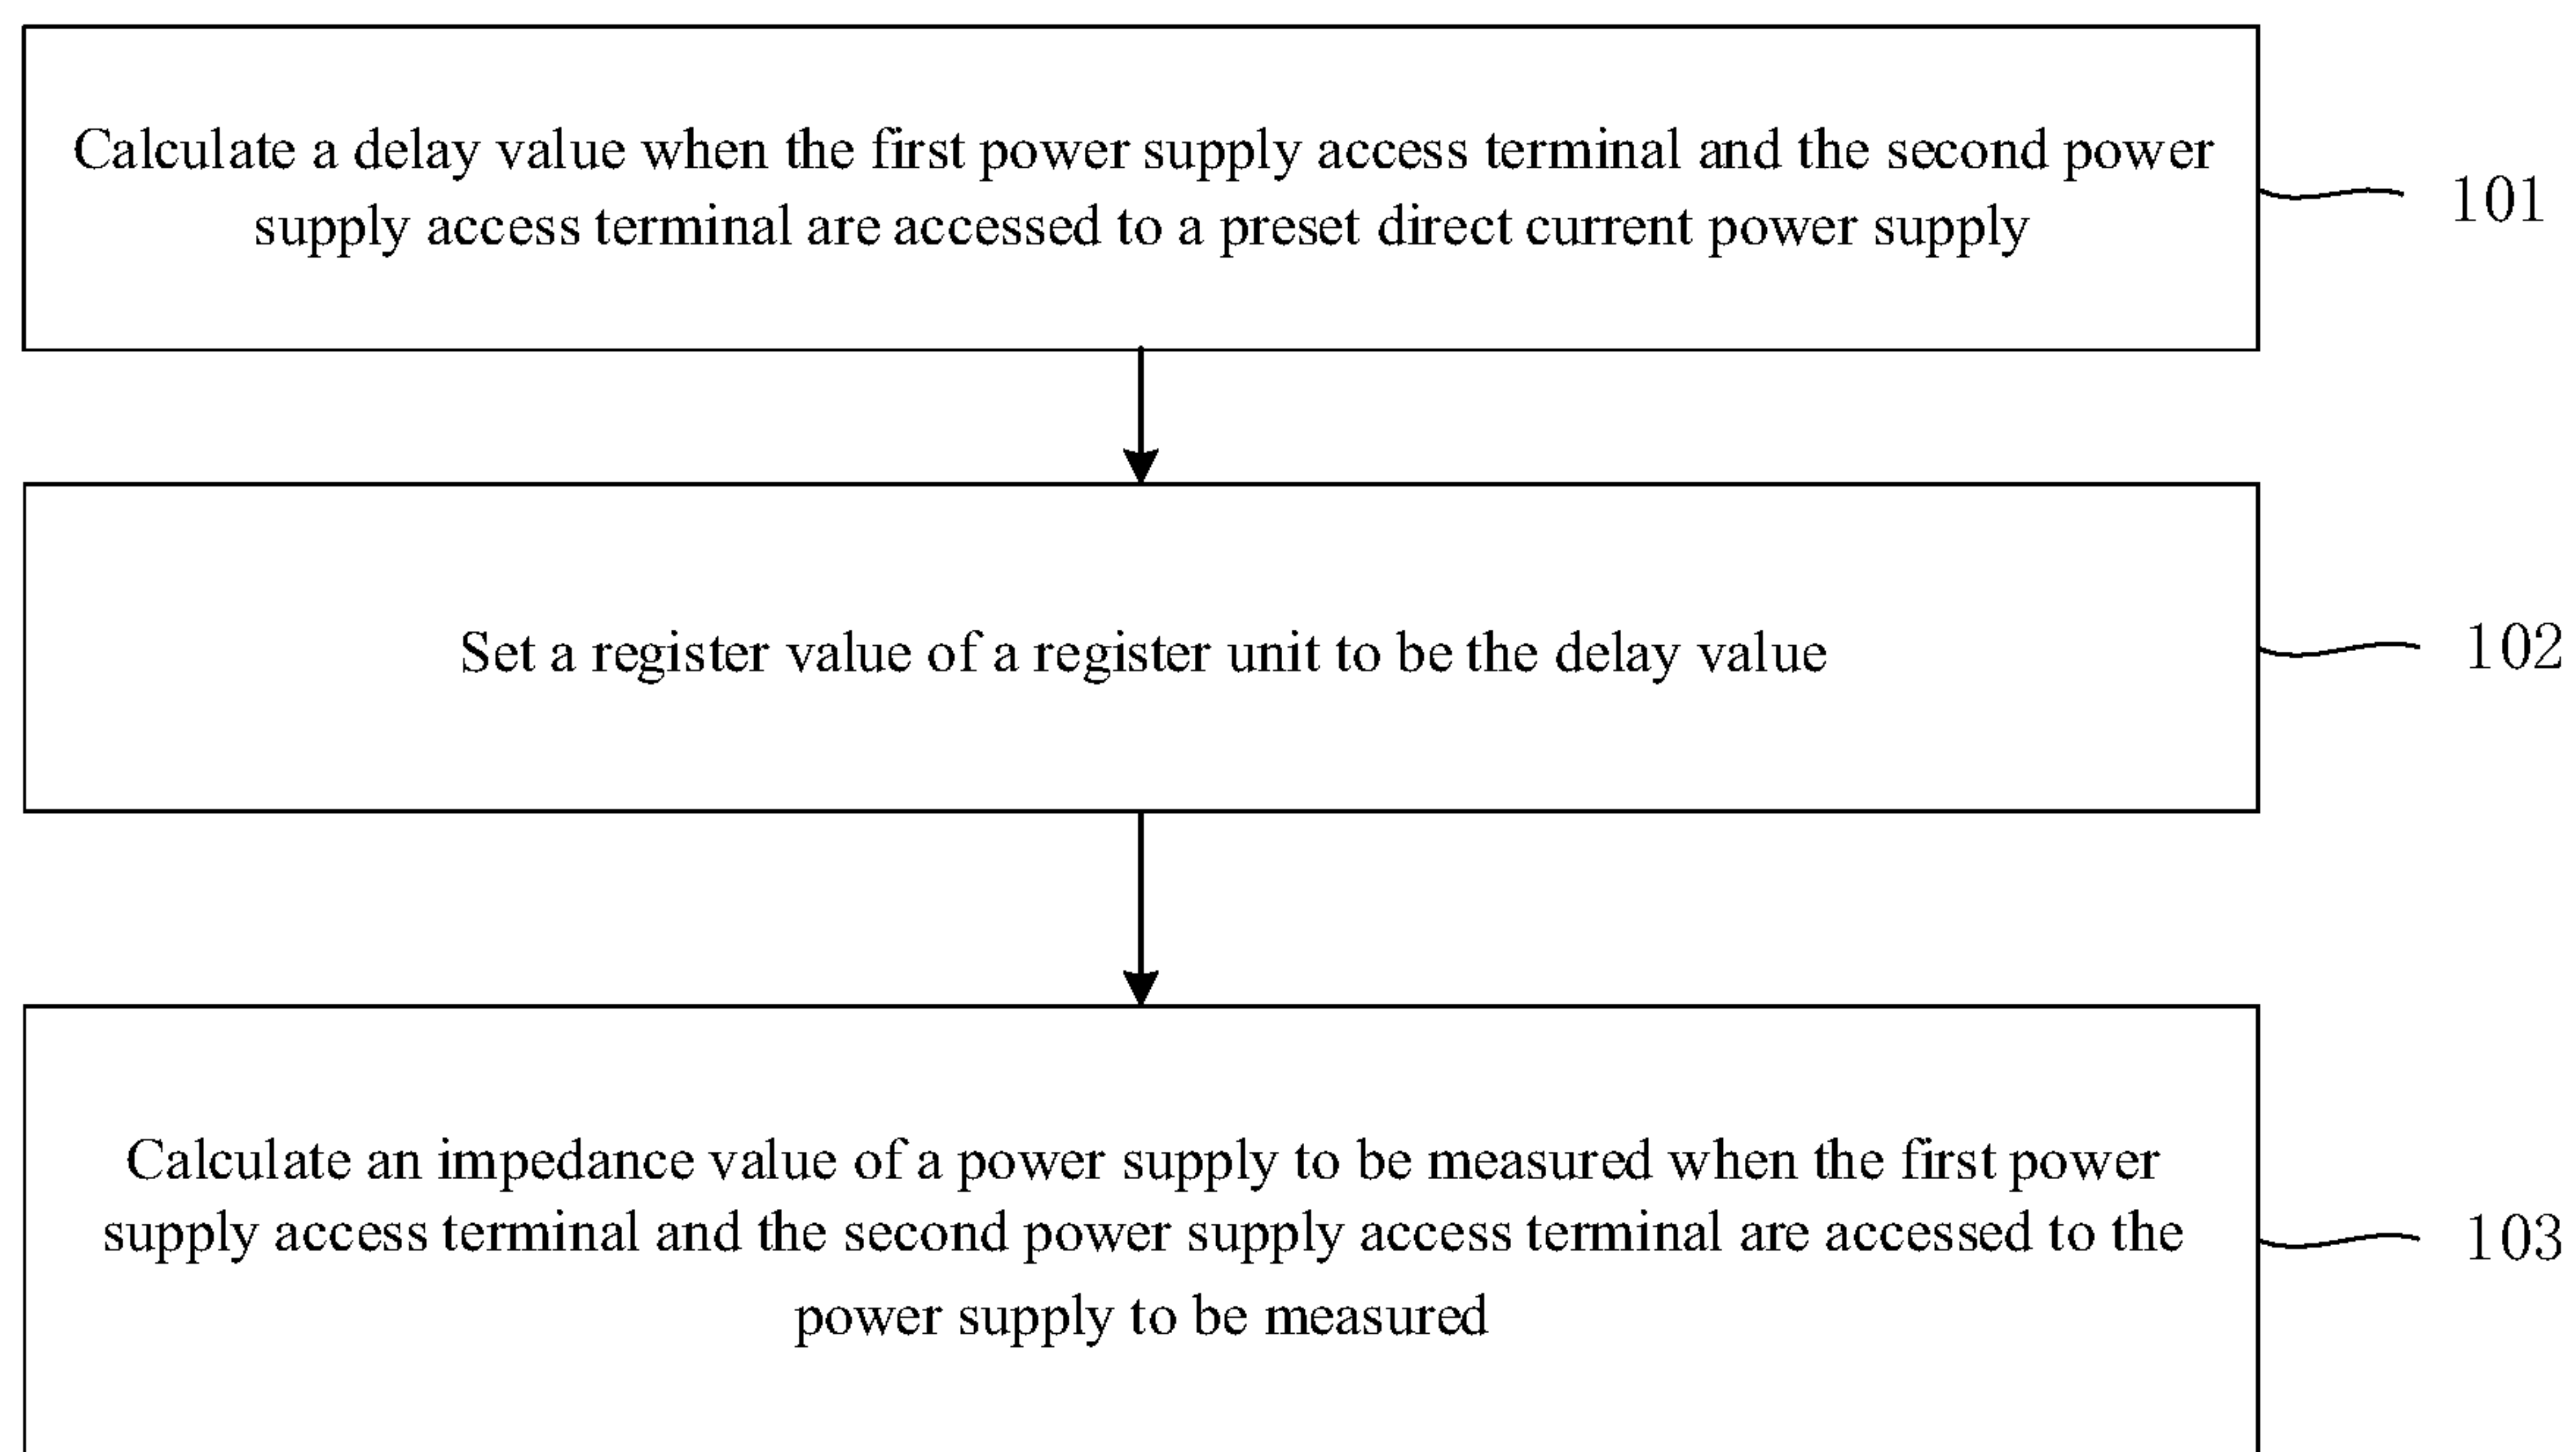 Calculate a delay value when the first power supply access terminal and the second power
supply access terminal are accessed to a preset direct current power supply
101
Set a register value of a register unit to be the delay value
102
Calculate an impedance value of a power supply to be measured when the first power
supply access terminal and the second power supply access terminal are accessed to the
power supply to be measured
103